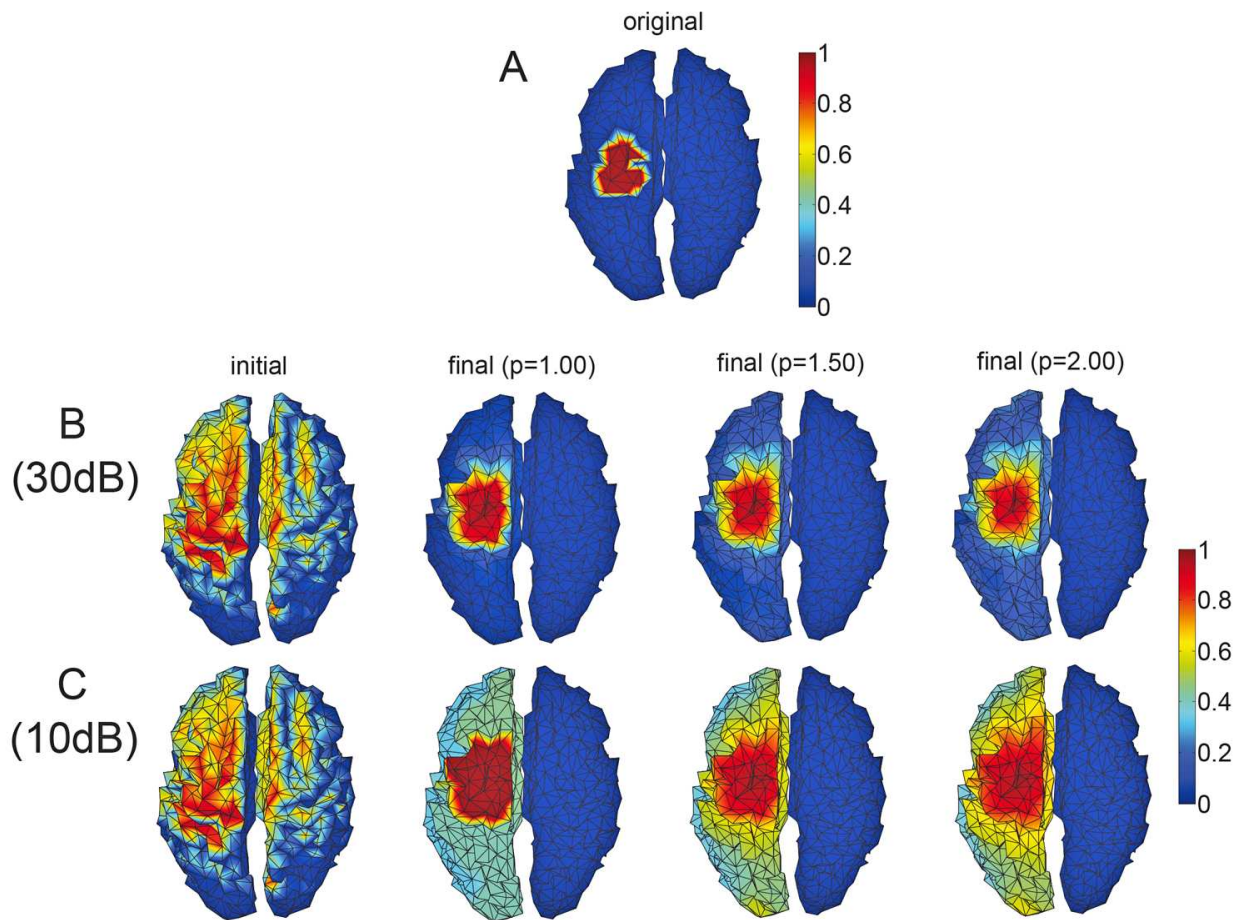 original
A
1
0.8
0.6
0.4
0.2
0
initial
final (p=1.00)
final (p=1.50)
final (p=2.00)
B
(30dB)
C
(10dB)
1
0.8
0.6
0.4
0.2
0